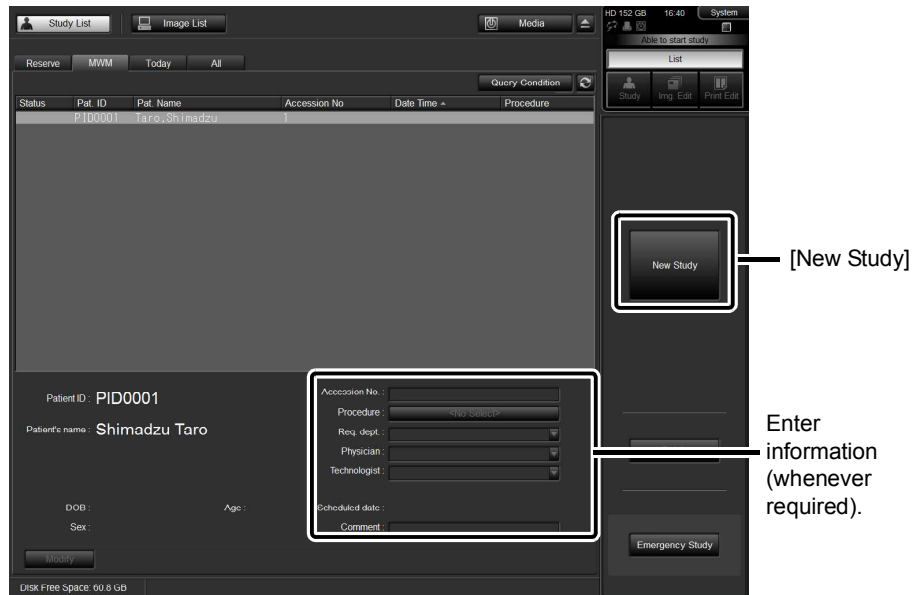 Study List Image List Media
HD 152 GB 16:40 System
Able to start study
List
Study Img. Edit Print Edit
Reserve MWM Today All
Query Condition
Status Pat. ID Pat. Name Accession No Date Time Procedure
PID0001 Taro,Shimadzu 1
New Study
[New Study]
Patient ID : PID0001
Patient's name : Shimadzu Taro
DOB : Age :
Sex :
Accession No. :
Procedure : <No Select>
Req. dept. :
Physician :
Technologist :
Scheduled date :
Comment :
Enter
information
(whenever
required).
Emergency Study
Modify
Disk Free Space: 60.8 GB